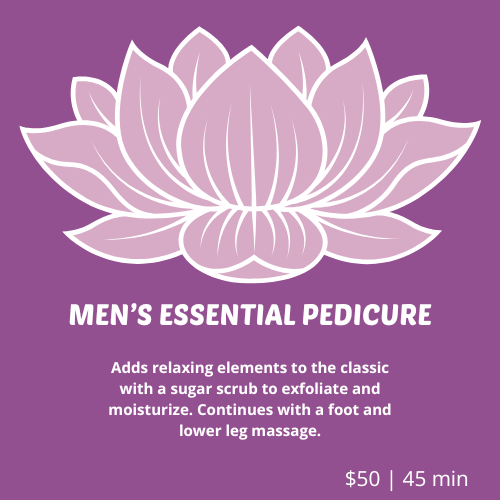 MEN'S ESSENTIAL PEDICURE
Adds relaxing elements to the classic
with a sugar scrub to exfoliate and
moisturize. Continues with a foot and
lower leg massage.
$50 | 45 min